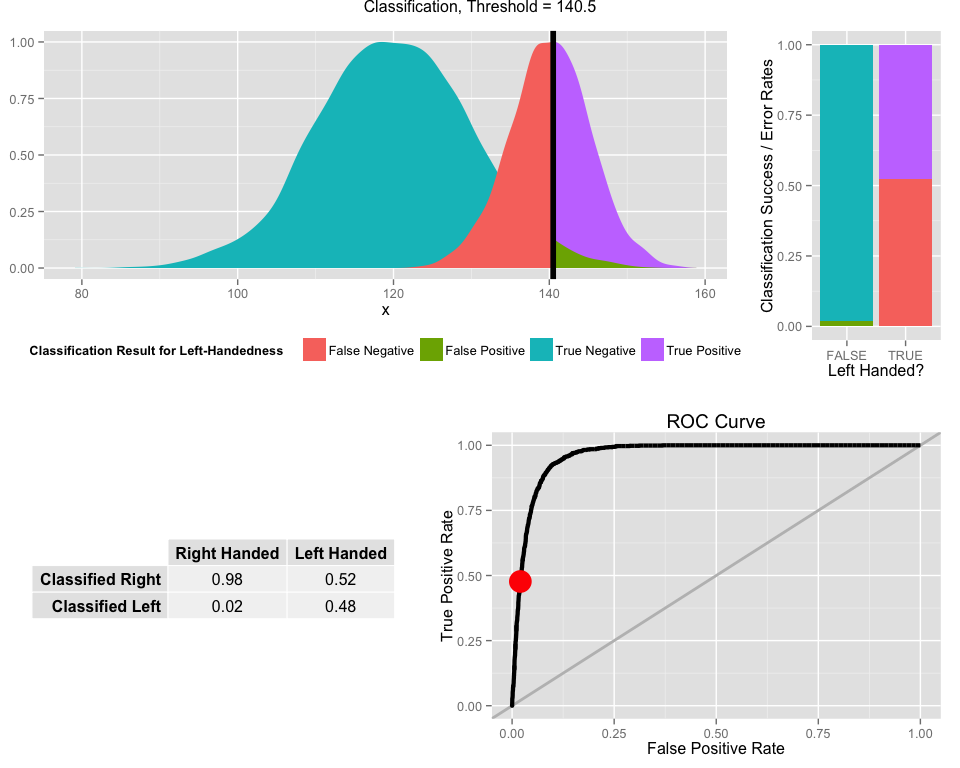 Classification, Threshold = 140.5
1.00
0.75
0.50
0.25
0.00
80 100 120 140 160
x
Classification Result for Left-Handedness False Negative False Positive True Negative True Positive
Classification Success / Error Rates
1.00
0.75
0.50
0.25
0.00
FALSE TRUE
Left Handed?
Right Handed Left Handed
Classified Right 0.98 0.52
Classified Left 0.02 0.48
ROC Curve
True Positive Rate
1.00
0.75
0.50
0.25
0.00
0.00 0.25 0.50 0.75 1.00
False Positive Rate